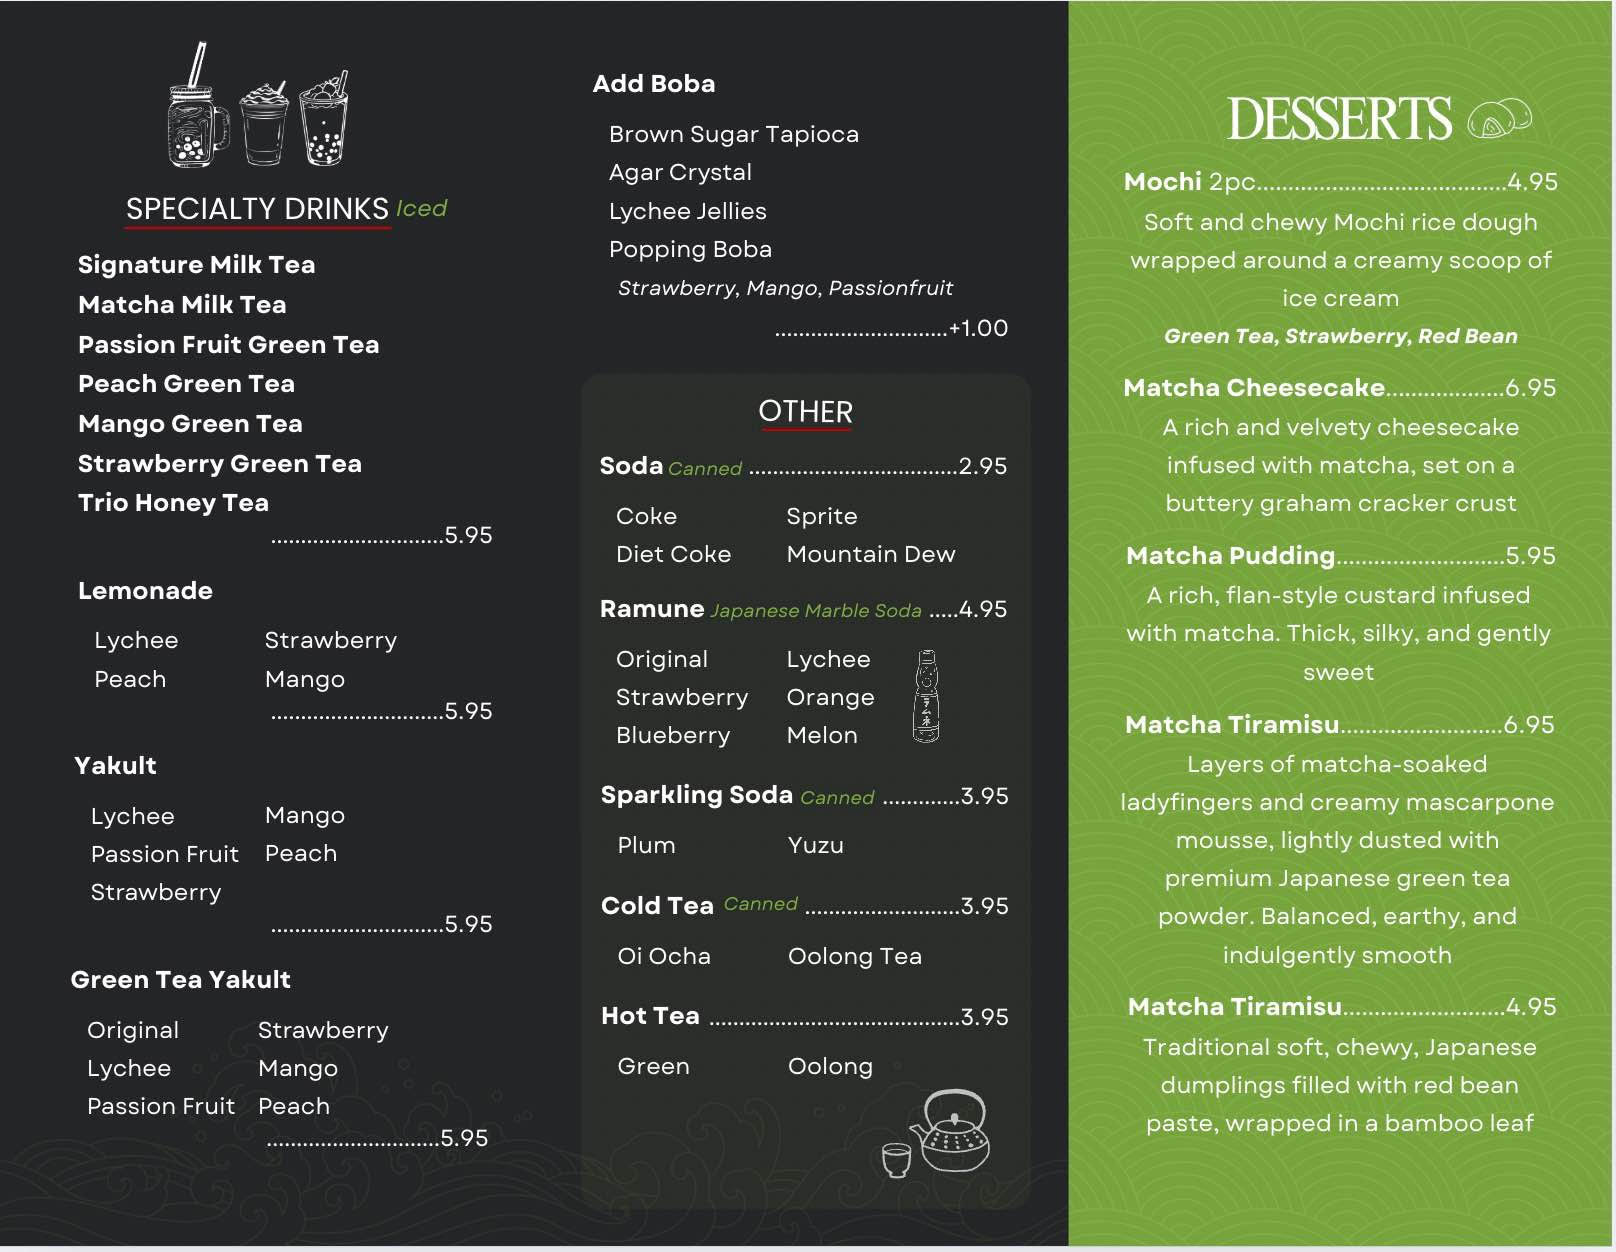 SPECIALTY DRINKS Iced
Signature Milk Tea
Matcha Milk Tea
Passion Fruit Green Tea
Peach Green Tea
Mango Green Tea
Strawberry Green Tea
Trio Honey Tea
.............................5.95
Lemonade
Lychee Strawberry
Peach Mango
.............................5.95
Yakult
Lychee Mango
Passion Fruit Peach
Strawberry
.............................5.95
Green Tea Yakult
Original Strawberry
Lychee Mango
Passion Fruit Peach
.............................5.95
Add Boba
Brown Sugar Tapioca
Agar Crystal
Lychee Jellies
Popping Boba
Strawberry, Mango, Passionfruit
.............................+1.00
OTHER
Soda Canned ...................................2.95
Coke Sprite
Diet Coke Mountain Dew
Ramune Japanese Marble Soda .....4.95
Original Lychee
Strawberry Orange
Blueberry Melon
ラムネ
Sparkling Soda Canned .............3.95
Plum Yuzu
Cold Tea Canned ..........................3.95
Oi Ocha Oolong Tea
Hot Tea ..........................................3.95
Green Oolong
DESSERTS
Mochi 2pc........................................4.95
Soft and chewy Mochi rice dough
wrapped around a creamy scoop of
ice cream
Green Tea, Strawberry, Red Bean
Matcha Cheesecake...................6.95
A rich and velvety cheesecake
infused with matcha, set on a
buttery graham cracker crust
Matcha Pudding...........................5.95
A rich, flan-style custard infused
with matcha. Thick, silky, and gently
sweet
Matcha Tiramisu..........................6.95
Layers of matcha-soaked
ladyfingers and creamy mascarpone
mousse, lightly dusted with
premium Japanese green tea
powder. Balanced, earthy, and
indulgently smooth
Matcha Tiramisu..........................4.95
Traditional soft, chewy, Japanese
dumplings filled with red bean
paste, wrapped in a bamboo leaf